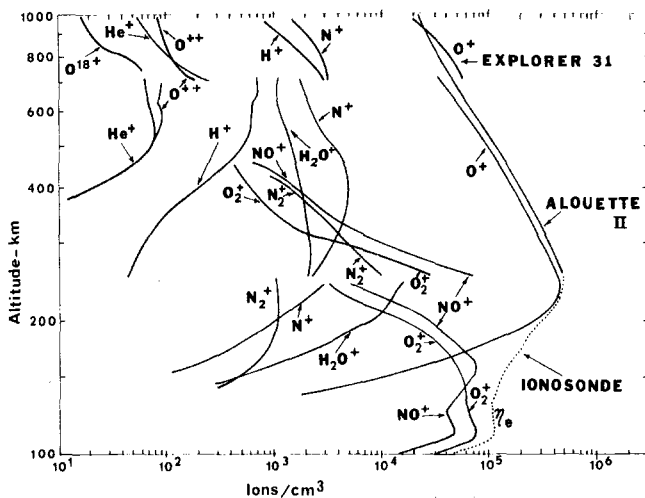 1000
800
600
400
200
100
Altitude-km
10¹
10²
10³
10⁴
10⁵
10⁶
Ions/cm³
He⁺
O⁺⁺
O¹⁸⁺
O⁺⁺
He⁺
H⁺
N⁺
H⁺
N⁺
H₂O⁺
NO⁺
O₂⁺
N₂⁺
N₂⁺
O₂⁺
NO⁺
O⁺
EXPLORER 31
O⁺
ALOUETTE
II
N₂⁺
N⁺
H₂O⁺
O₂⁺
IONOSONDE
NO⁺
O₂⁺
ηₑ